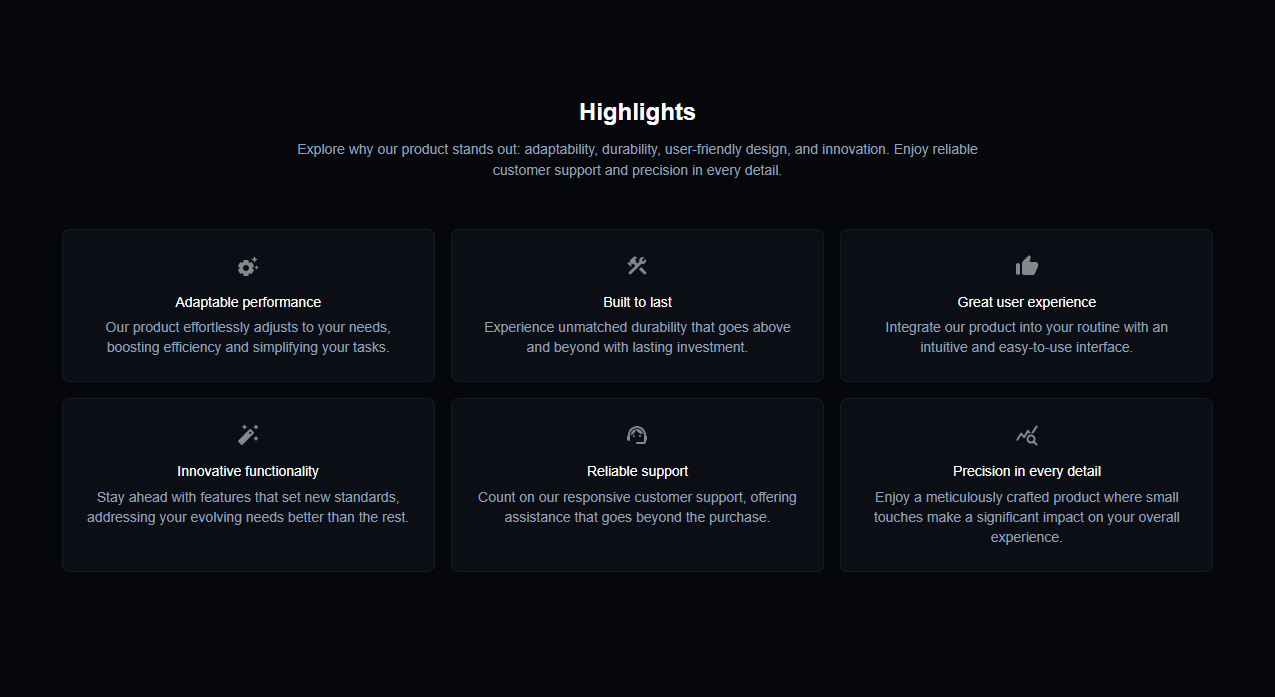 Highlights
Explore why our product stands out: adaptability, durability, user-friendly design, and innovation. Enjoy reliable
customer support and precision in every detail.
Adaptable performance
Our product effortlessly adjusts to your needs,
boosting efficiency and simplifying your tasks.
Built to last
Experience unmatched durability that goes above
and beyond with lasting investment.
Great user experience
Integrate our product into your routine with an
intuitive and easy-to-use interface.
Innovative functionality
Stay ahead with features that set new standards,
addressing your evolving needs better than the rest.
Reliable support
Count on our responsive customer support, offering
assistance that goes beyond the purchase.
Precision in every detail
Enjoy a meticulously crafted product where small
touches make a significant impact on your overall
experience.